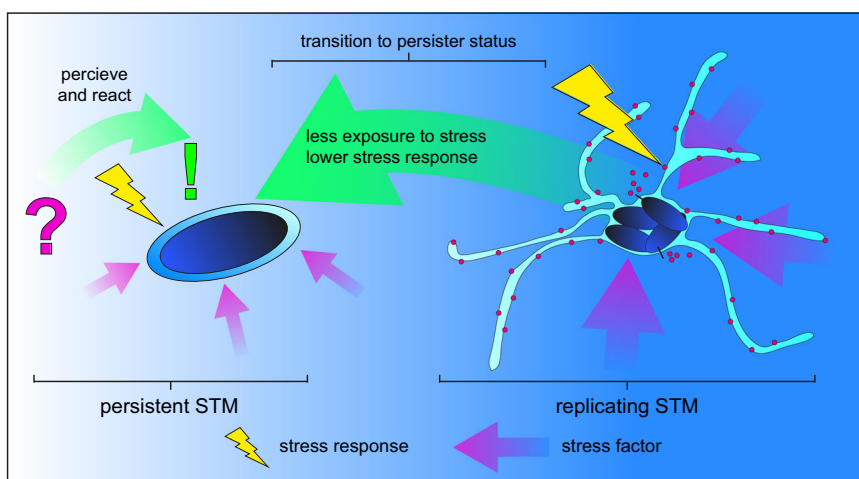 transition to persister status
percieve
and react
less exposure to stress
lower stress response
!
?
persistent STM
replicating STM
stress response
stress factor